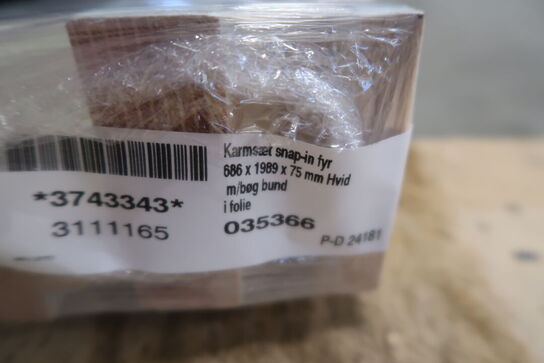 *3743343*
3111165
Karmsæt snap-in fyr
686 x 1989 x 75 mm Hvid
m/bøg bund
i folie
035366
P-D 24181